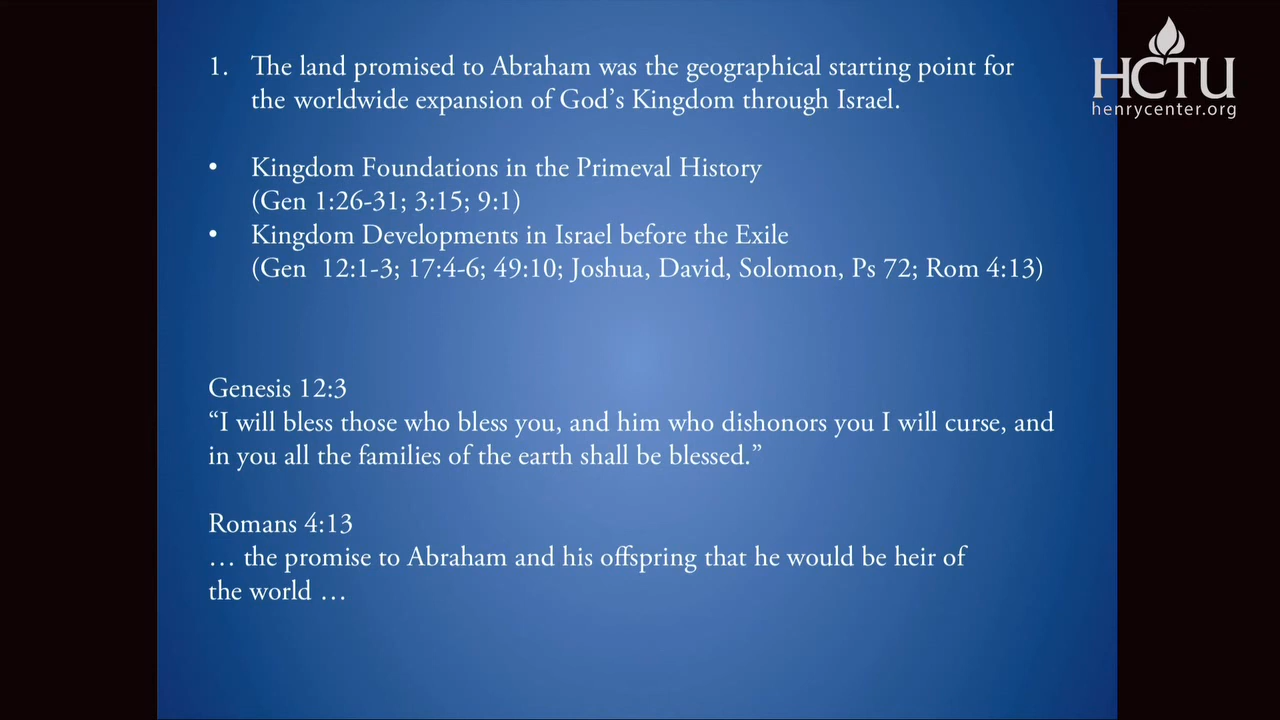 1. The land promised to Abraham was the geographical starting point for
the worldwide expansion of God’s Kingdom through Israel.
• Kingdom Foundations in the Primeval History
(Gen 1:26-31; 3:15; 9:1)
• Kingdom Developments in Israel before the Exile
(Gen 12:1-3; 17:4-6; 49:10; Joshua, David, Solomon, Ps 72; Rom 4:13)
Genesis 12:3
“I will bless those who bless you, and him who dishonors you I will curse, and
in you all the families of the earth shall be blessed.”
Romans 4:13
… the promise to Abraham and his offspring that he would be heir of
the world …
HCTU
henrycenter.org